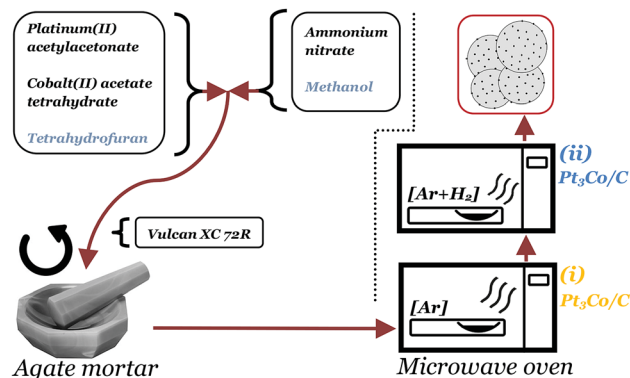 Platinum(II)
acetylacetonate
Cobalt(II) acetate
tetrahydrate
Tetrahydrofuran
Ammonium
nitrate
Methanol
Vulcan XC 72R
Agate mortar
[Ar+H₂]
(ii)
Pt₃Co/C
[Ar]
(i)
Pt₃Co/C
Microwave oven